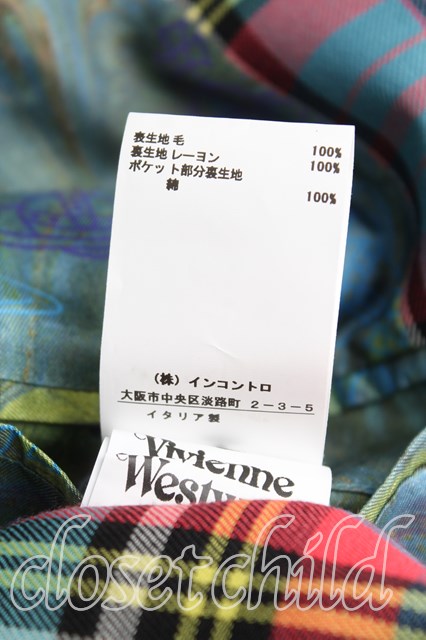 表生地 毛 100%
裏生地 レーヨン 100%
ポケット部分裏生地
綿 100%
(株) インコントロ
大阪市中央区淡路町 2-3-5
イタリア製
Vivienne
closet child